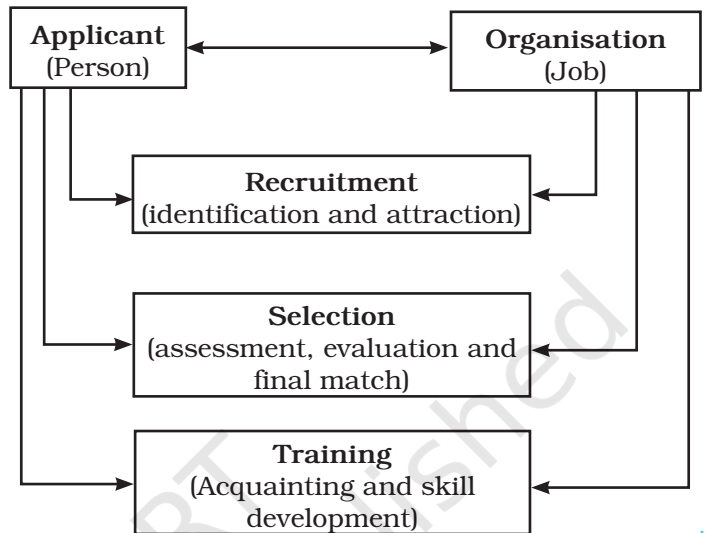 Applicant
(Person)
Organisation
(Job)
Recruitment
(identification and attraction)
Selection
(assessment, evaluation and
final match)
Training
(Acquainting and skill
development)